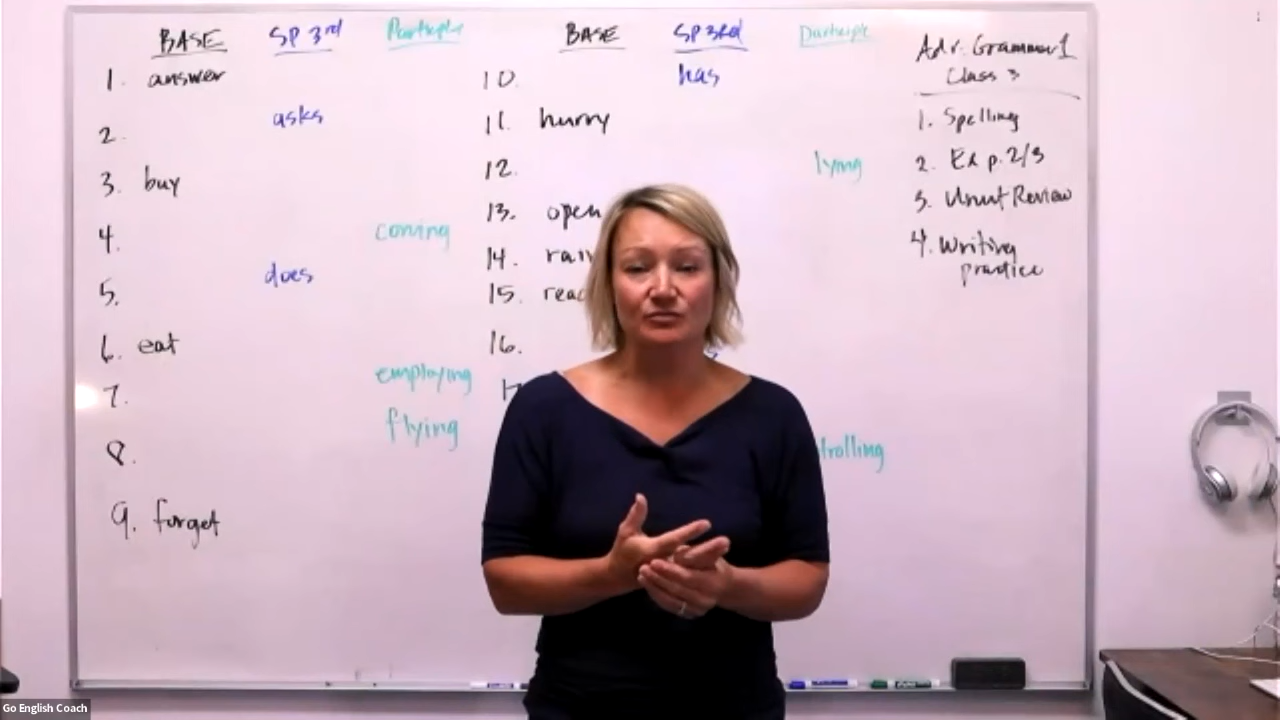 BASE SP 3rd Participle
1. answer
2. asks
3. buy
4. coming
5. does
6. eat
7. employing
8. flying
9. forget
BASE SP 3rd Participle
10. has
11. hurry
12. lying
13. open
14.
15.
16.
Adv. Grammar 1
Class 3
1. Spelling
2. Ex p. 2/3
3. Unit Review
4. Writing
practice
Go English Coach